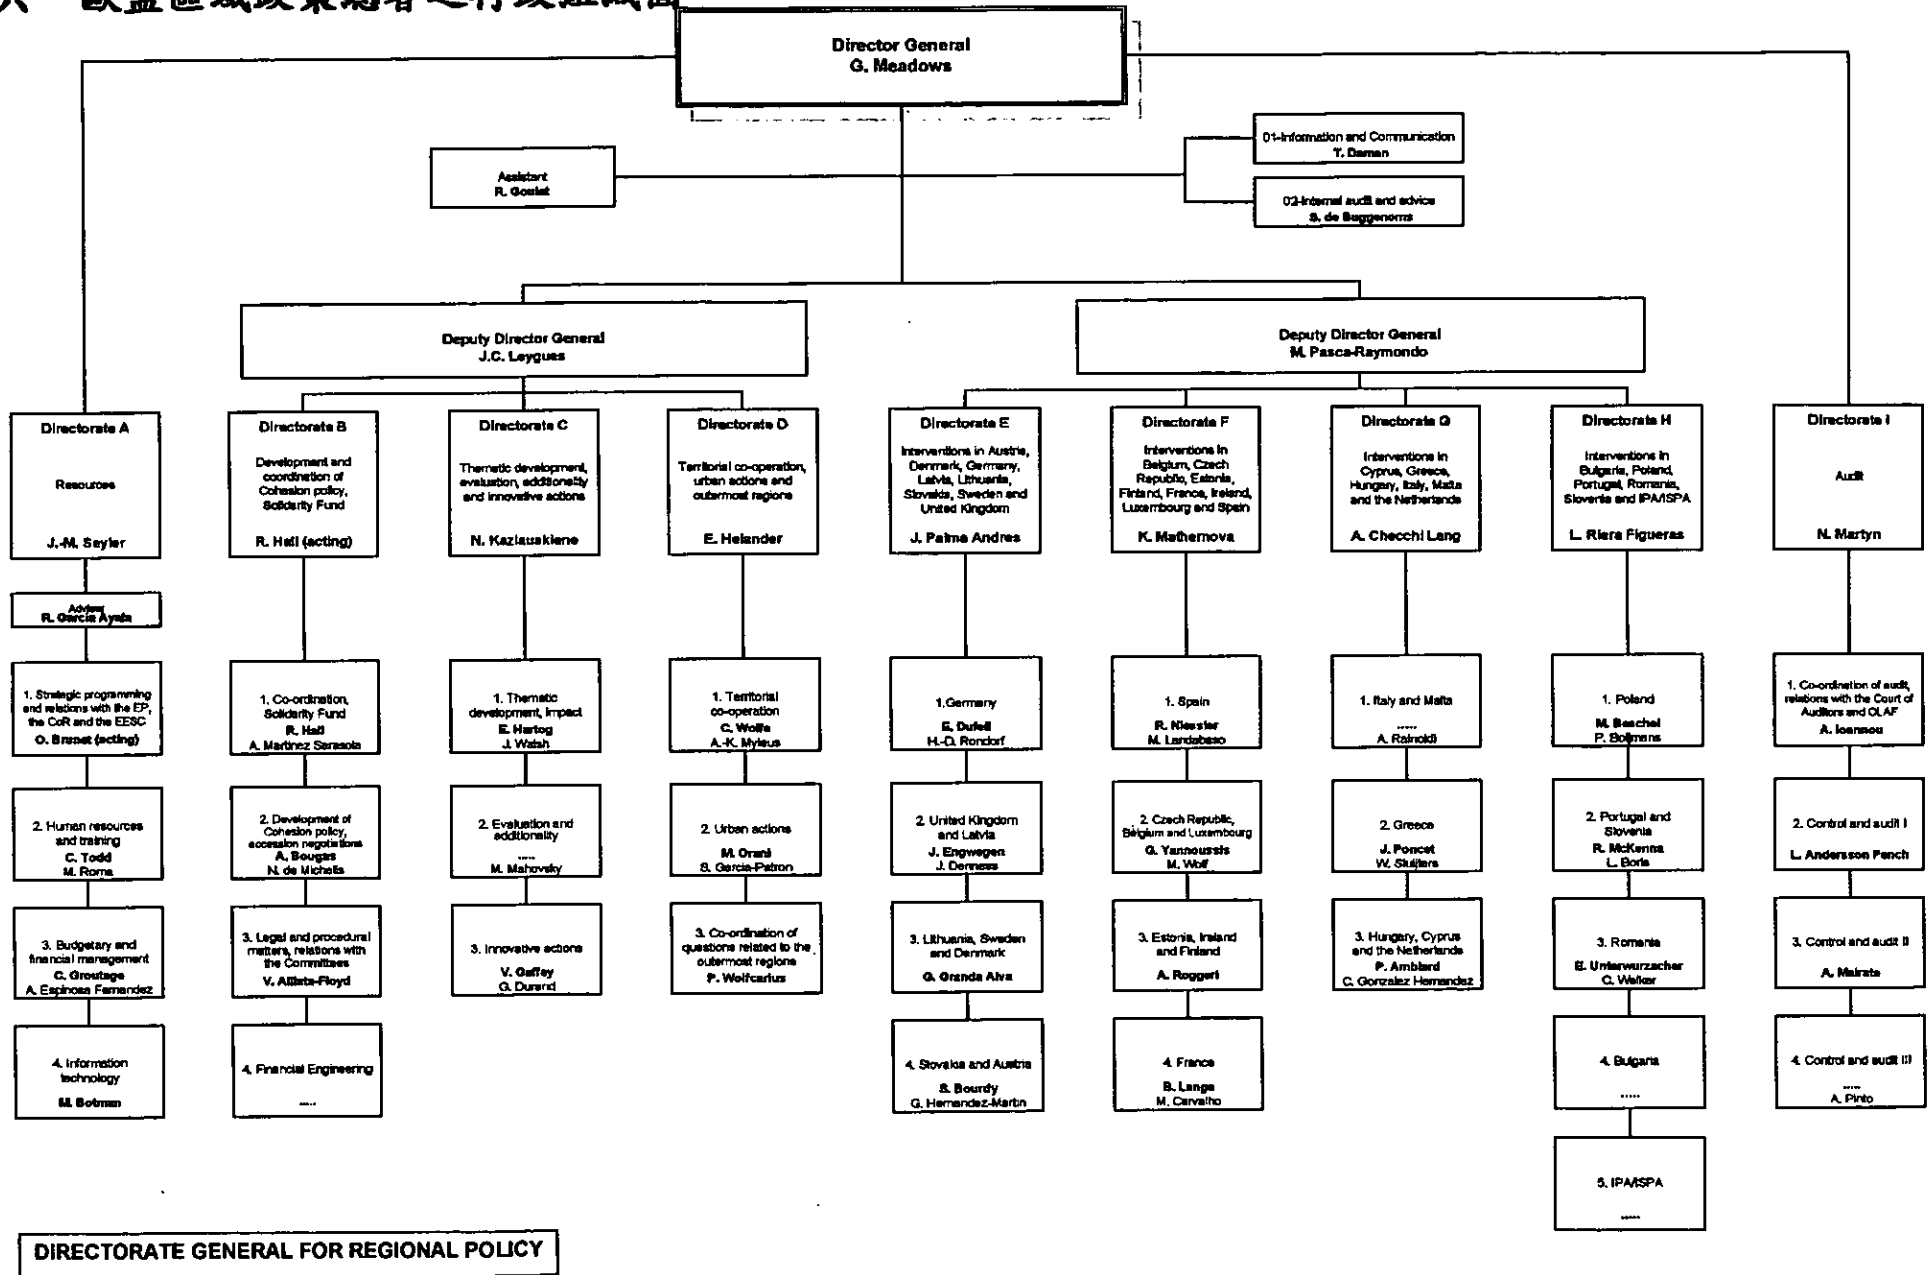 歐盟區域政策總署之行政組織圖
Director General
G. Meadows
Assistant
R. Goulet
01-Information and Communication
T. Daman
02-Internal audit and advice
S. de Buggenoms
Deputy Director General
J.C. Leygues
Deputy Director General
M. Pasca-Raymondo
Directorate A
Resources
J.-M. Seyler
Adviser
R. Garcia Ayala
1. Strategic programming
and relations with the EP,
the CoR and the EESC
O. Brunet (acting)
2. Human resources
and training
C. Todd
M. Roma
3. Budgetary and
financial management
C. Groutage
A. Espinosa Fernandez
4. Information
technology
M. Botman
Directorate B
Development and
coordination of
Cohesion policy,
Solidarity Fund
R. Hall (acting)
1. Co-ordination,
Solidarity Fund
R. Hall
A. Martinez Sarasola
2. Development of
Cohesion policy,
accession negotiations
A. Bougas
N. de Michelis
3. Legal and procedural
matters, relations with
the Committees
V. Allista-Floyd
4. Financial Engineering
.....
Directorate C
Thematic development,
evaluation, additionality
and innovative actions
N. Kazlauskiene
1. Thematic
development, impact
E. Hartog
J. Walsh
2. Evaluation and
additionality
.....
M. Mahovsky
3. Innovative actions
V. Gaffey
G. Durand
Directorate D
Territorial co-operation,
urban actions and
outermost regions
E. Helander
1. Territorial
co-operation
C. Wolfe
A.-K. Myleus
2. Urban actions
M. Orani
S. Garcia-Patron
3. Co-ordination of
questions related to the
outermost regions
P. Wolfcarius
Directorate E
Interventions in Austria,
Denmark, Germany,
Latvia, Lithuania,
Slovakia, Sweden and
United Kingdom
J. Palma Andres
1.Germany
E. Dufeil
H.-D. Rondorf
2. United Kingdom
and Latvia
J. Engwegen
J. Denness
3. Lithuania, Sweden
and Denmark
G. Granda Alva
4. Slovakia and Austria
S. Bourdy
G. Hernandez-Martin
Directorate F
Interventions in
Belgium, Czech
Republic, Estonia,
Finland, France, Ireland,
Luxembourg and Spain
K. Mathernova
1. Spain
R. Niessler
M. Landabaso
2. Czech Republic,
Belgium and Luxembourg
G. Yannoussis
M. Wolf
3. Estonia, Ireland
and Finland
A. Roggeri
4. France
B. Lange
M. Carvalho
Directorate G
Interventions in
Cyprus, Greece,
Hungary, Italy, Malta
and the Netherlands
A. Checchi Lang
1. Italy and Malta
.....
A. Rainoldi
2. Greece
J. Poncet
W. Sluijters
3. Hungary, Cyprus
and the Netherlands
P. Amblard
C. Gonzalez Hernandez
Directorate H
Interventions in
Bulgaria, Poland,
Portugal, Romania,
Slovenia and IPA/ISPA
L. Riera Figueras
1. Poland
M. Beschel
P. Boijmans
2. Portugal and
Slovenia
R. McKenna
L. Boris
3. Romania
E. Unterwurzacher
C. Walker
4. Bulgaria
.....
5. IPA/ISPA
.....
Directorate I
Audit
N. Martyn
1. Co-ordination of audit,
relations with the Court of
Auditors and OLAF
A. Ioannou
2. Control and audit I
L. Andersson Pench
3. Control and audit II
A. Mairate
4. Control and audit III
.....
A. Pinto
DIRECTORATE GENERAL FOR REGIONAL POLICY